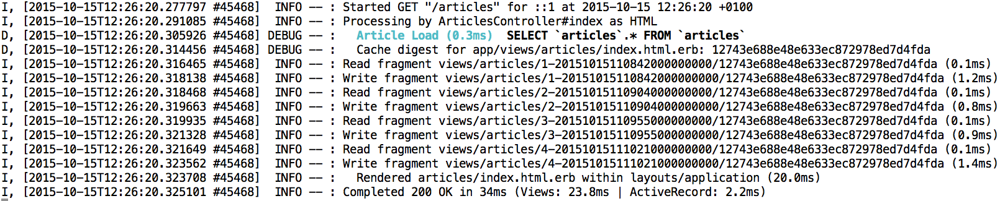 I, [2015-10-15T12:26:20.277797 #45468]  INFO -- : Started GET "/articles" for ::1 at 2015-10-15 12:26:20 +0100
I, [2015-10-15T12:26:20.291085 #45468]  INFO -- : Processing by ArticlesController#index as HTML
D, [2015-10-15T12:26:20.305926 #45468] DEBUG -- :   Article Load (0.3ms)  SELECT `articles`.* FROM `articles`
D, [2015-10-15T12:26:20.314456 #45468] DEBUG -- :   Cache digest for app/views/articles/index.html.erb: 12743e688e48e633ec872978ed7d4fda
I, [2015-10-15T12:26:20.316465 #45468]  INFO -- : Read fragment views/articles/1-20151015110842000000000/12743e688e48e633ec872978ed7d4fda (0.1ms)
I, [2015-10-15T12:26:20.318138 #45468]  INFO -- : Write fragment views/articles/1-20151015110842000000000/12743e688e48e633ec872978ed7d4fda (1.2ms)
I, [2015-10-15T12:26:20.318468 #45468]  INFO -- : Read fragment views/articles/2-20151015110904000000000/12743e688e48e633ec872978ed7d4fda (0.1ms)
I, [2015-10-15T12:26:20.319663 #45468]  INFO -- : Write fragment views/articles/2-20151015110904000000000/12743e688e48e633ec872978ed7d4fda (0.8ms)
I, [2015-10-15T12:26:20.319935 #45468]  INFO -- : Read fragment views/articles/3-20151015110955000000000/12743e688e48e633ec872978ed7d4fda (0.1ms)
I, [2015-10-15T12:26:20.321328 #45468]  INFO -- : Write fragment views/articles/3-20151015110955000000000/12743e688e48e633ec872978ed7d4fda (0.9ms)
I, [2015-10-15T12:26:20.321649 #45468]  INFO -- : Read fragment views/articles/4-20151015111021000000000/12743e688e48e633ec872978ed7d4fda (0.1ms)
I, [2015-10-15T12:26:20.323562 #45468]  INFO -- : Write fragment views/articles/4-20151015111021000000000/12743e688e48e633ec872978ed7d4fda (1.4ms)
I, [2015-10-15T12:26:20.323708 #45468]  INFO -- :   Rendered articles/index.html.erb within layouts/application (20.0ms)
I, [2015-10-15T12:26:20.325101 #45468]  INFO -- : Completed 200 OK in 34ms (Views: 23.8ms | ActiveRecord: 2.2ms)